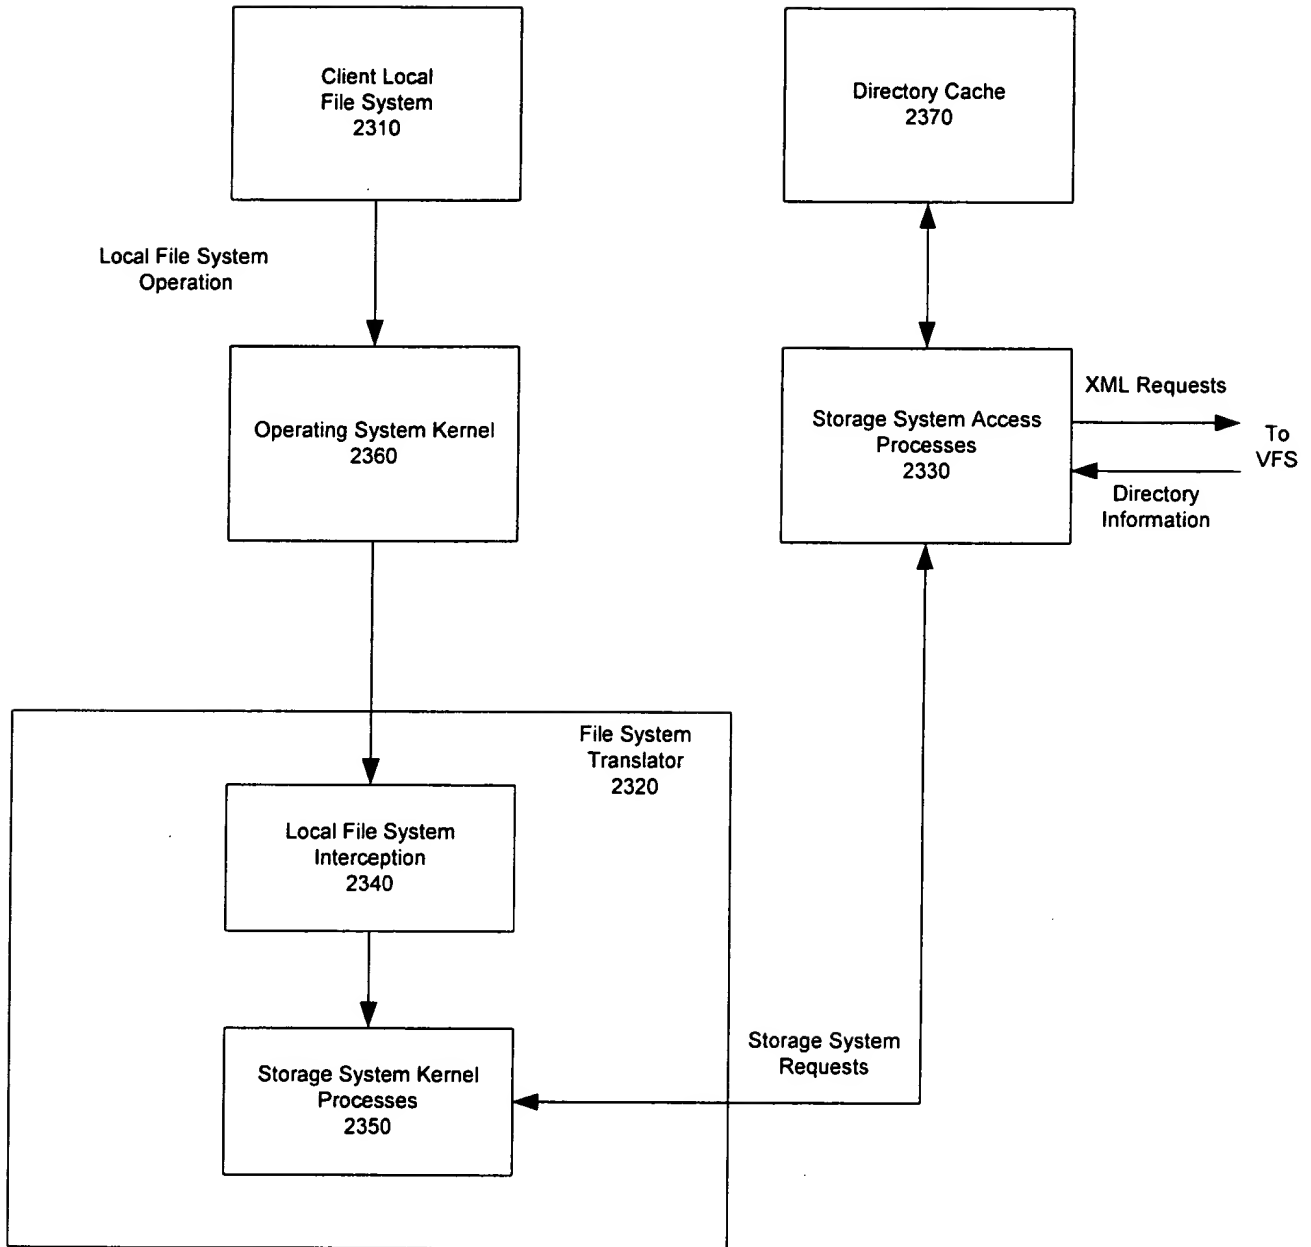 Client Local
File System
2310
Directory Cache
2370
Local File System
Operation
Operating System Kernel
2360
Storage System Access
Processes
2330
XML Requests
To
VFS
Directory
Information
File System
Translator
2320
Local File System
Interception
2340
Storage System Kernel
Processes
2350
Storage System
Requests